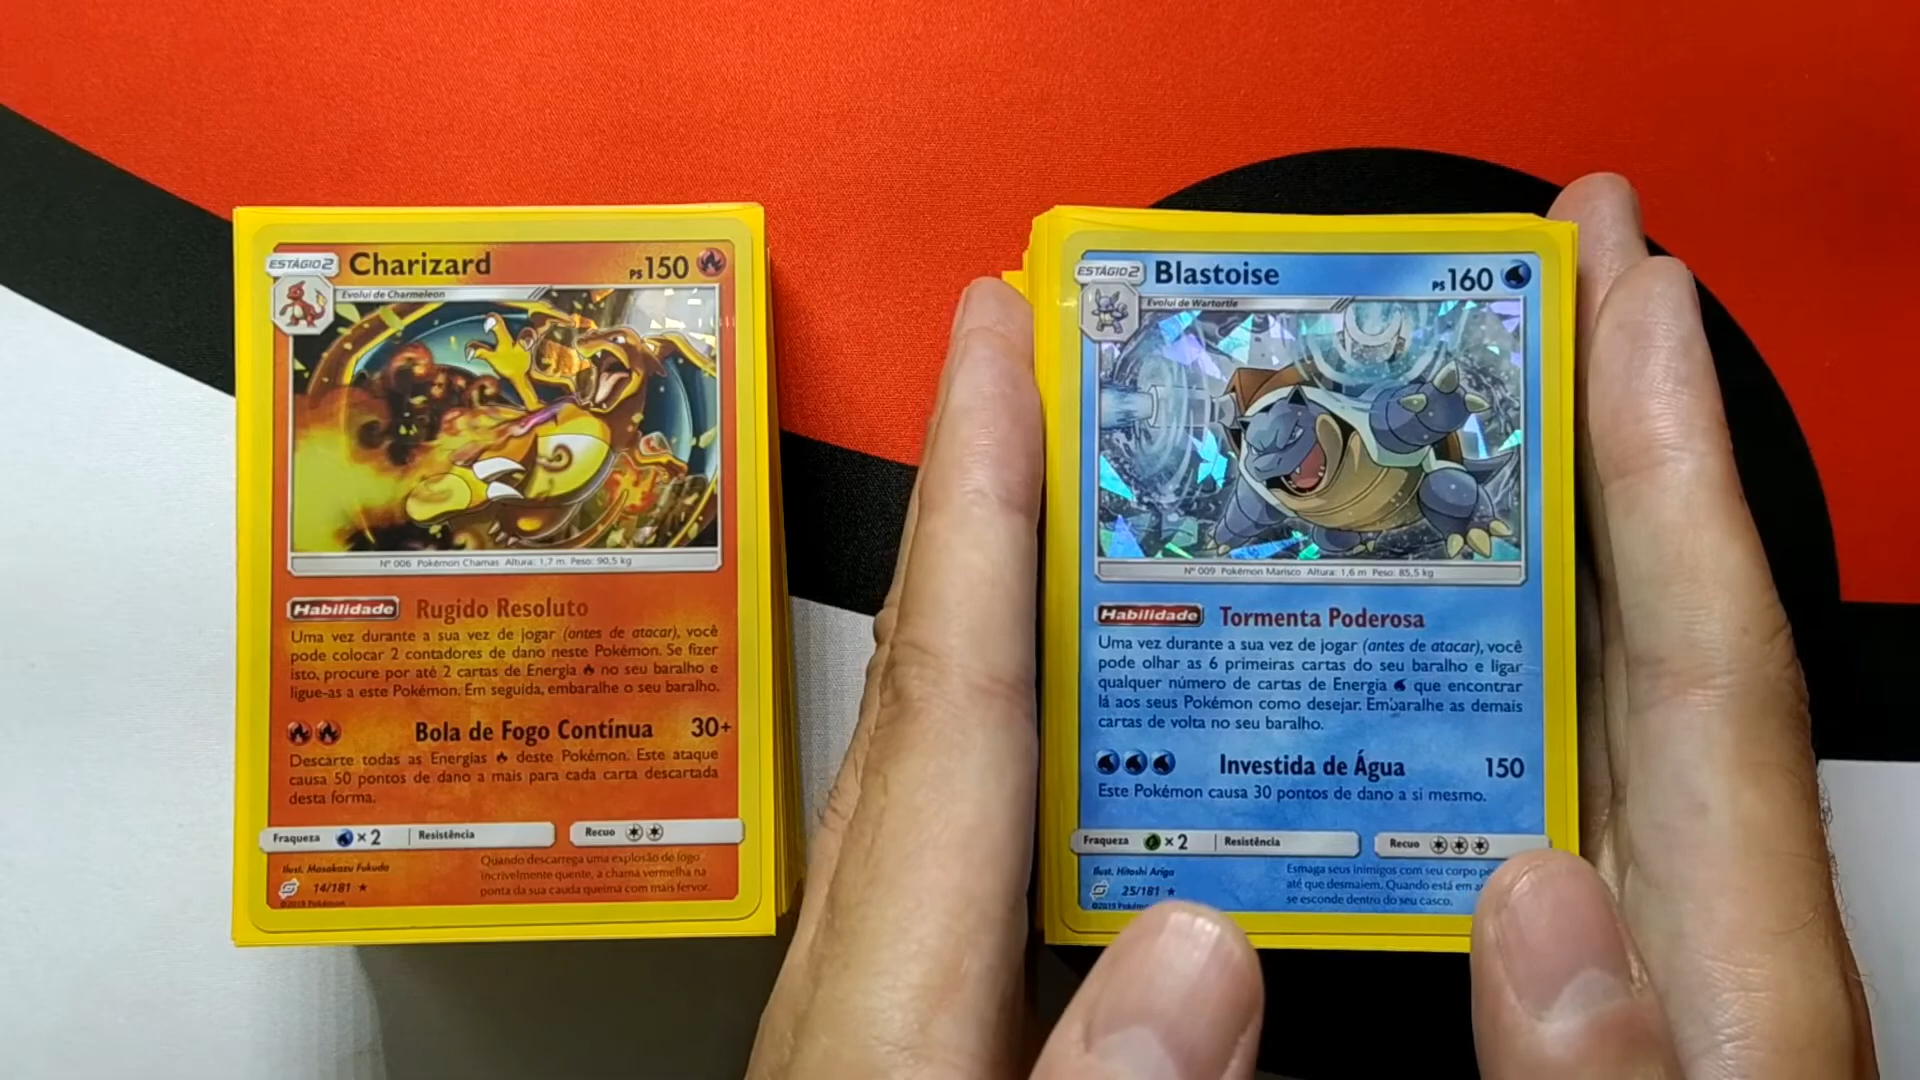 ESTÁGIO2 Charizard PS150
Evolui de Charmeleon
Nº 006 Pokémon Chamas Altura: 1,7 m. Peso: 90,5 kg
Habilidade Rugido Resoluto
Uma vez durante a sua vez de jogar (antes de atacar), você
pode colocar 2 contadores de dano neste Pokémon. Se fizer
isto, procure por até 2 cartas de Energia no seu baralho e
ligue-as a este Pokémon. Em seguida, embaralhe o seu baralho.
Bola de Fogo Contínua 30+
Descarte todas as Energias deste Pokémon. Este ataque
causa 50 pontos de dano a mais para cada carta descartada
desta forma.
Fraqueza ×2 Resistência Recuo
Ilust. Masakazu Fukuda
14/181
©2019 Pokémon
Quando descarrega uma explosão de fogo
incrivelmente quente, a chama vermelha na
ponta da sua cauda queima com mais fervor.
ESTÁGIO2 Blastoise PS160
Evolui de Wartortle
Nº 009 Pokémon Marisco Altura: 1,6 m Peso: 85,5 kg
Habilidade Tormenta Poderosa
Uma vez durante a sua vez de jogar (antes de atacar), você
pode olhar as 6 primeiras cartas do seu baralho e ligar
qualquer número de cartas de Energia que encontrar
lá aos seus Pokémon como desejar. Embaralhe as demais
cartas de volta no seu baralho.
Investida de Água 150
Este Pokémon causa 30 pontos de dano a si mesmo.
Fraqueza ×2 Resistência Recuo
Ilust. Hitoshi Ariga
25/181
©2019
Esmaga seus inimigos com seu corpo
até que desmaiem. Quando está em
se esconde dentro do seu casco.